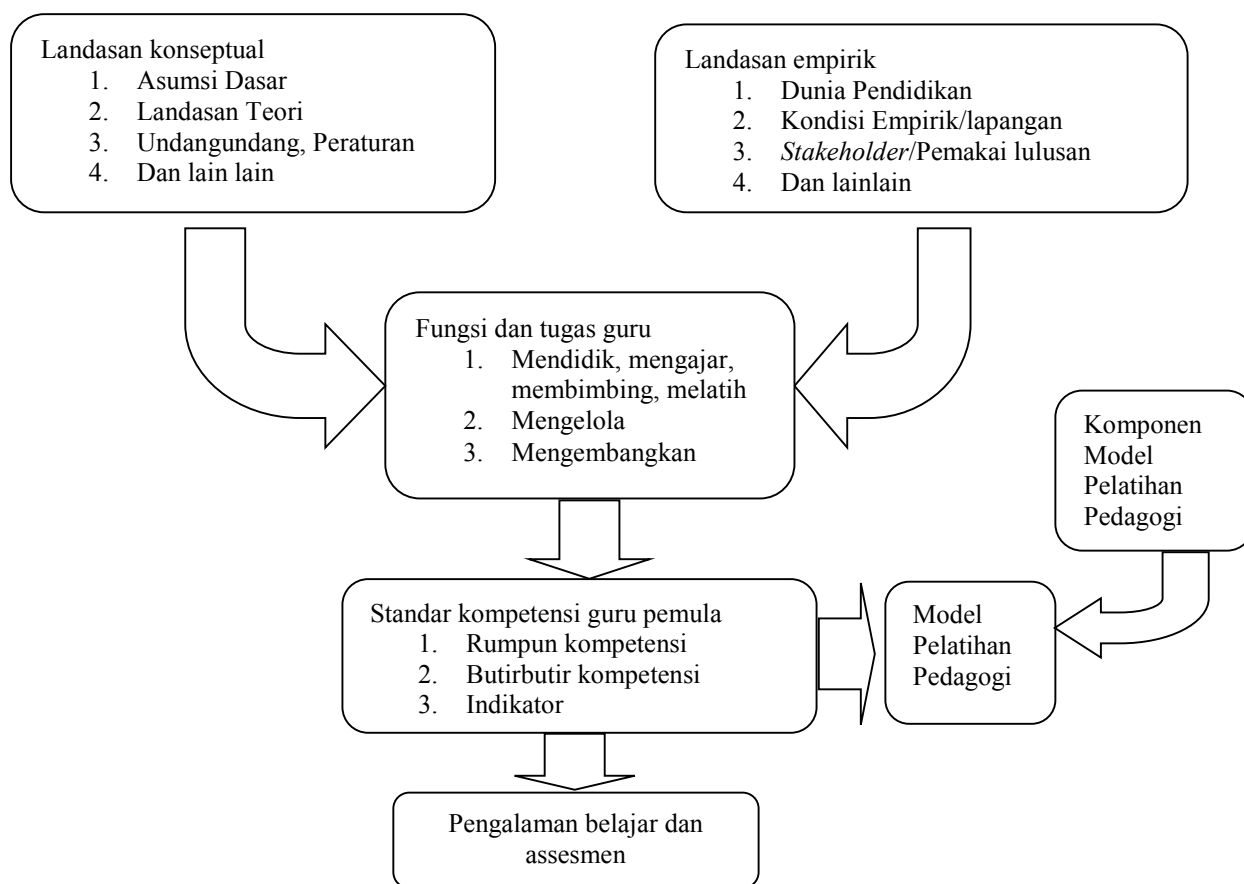 Landasan konseptual
1. Asumsi Dasar
2. Landasan Teori
3. Undangundang, Peraturan
4. Dan lain lain
Landasan empirik
1. Dunia Pendidikan
2. Kondisi Empirik/lapangan
3. Stakeholder/Pemakai lulusan
4. Dan lainlain
Fungsi dan tugas guru
1. Mendidik, mengajar,
membimbing, melatih
2. Mengelola
3. Mengembangkan
Komponen
Model
Pelatihan
Pedagogi
Standar kompetensi guru pemula
1. Rumpun kompetensi
2. Butirbutir kompetensi
3. Indikator
Model
Pelatihan
Pedagogi
Pengalaman belajar dan
assesmen